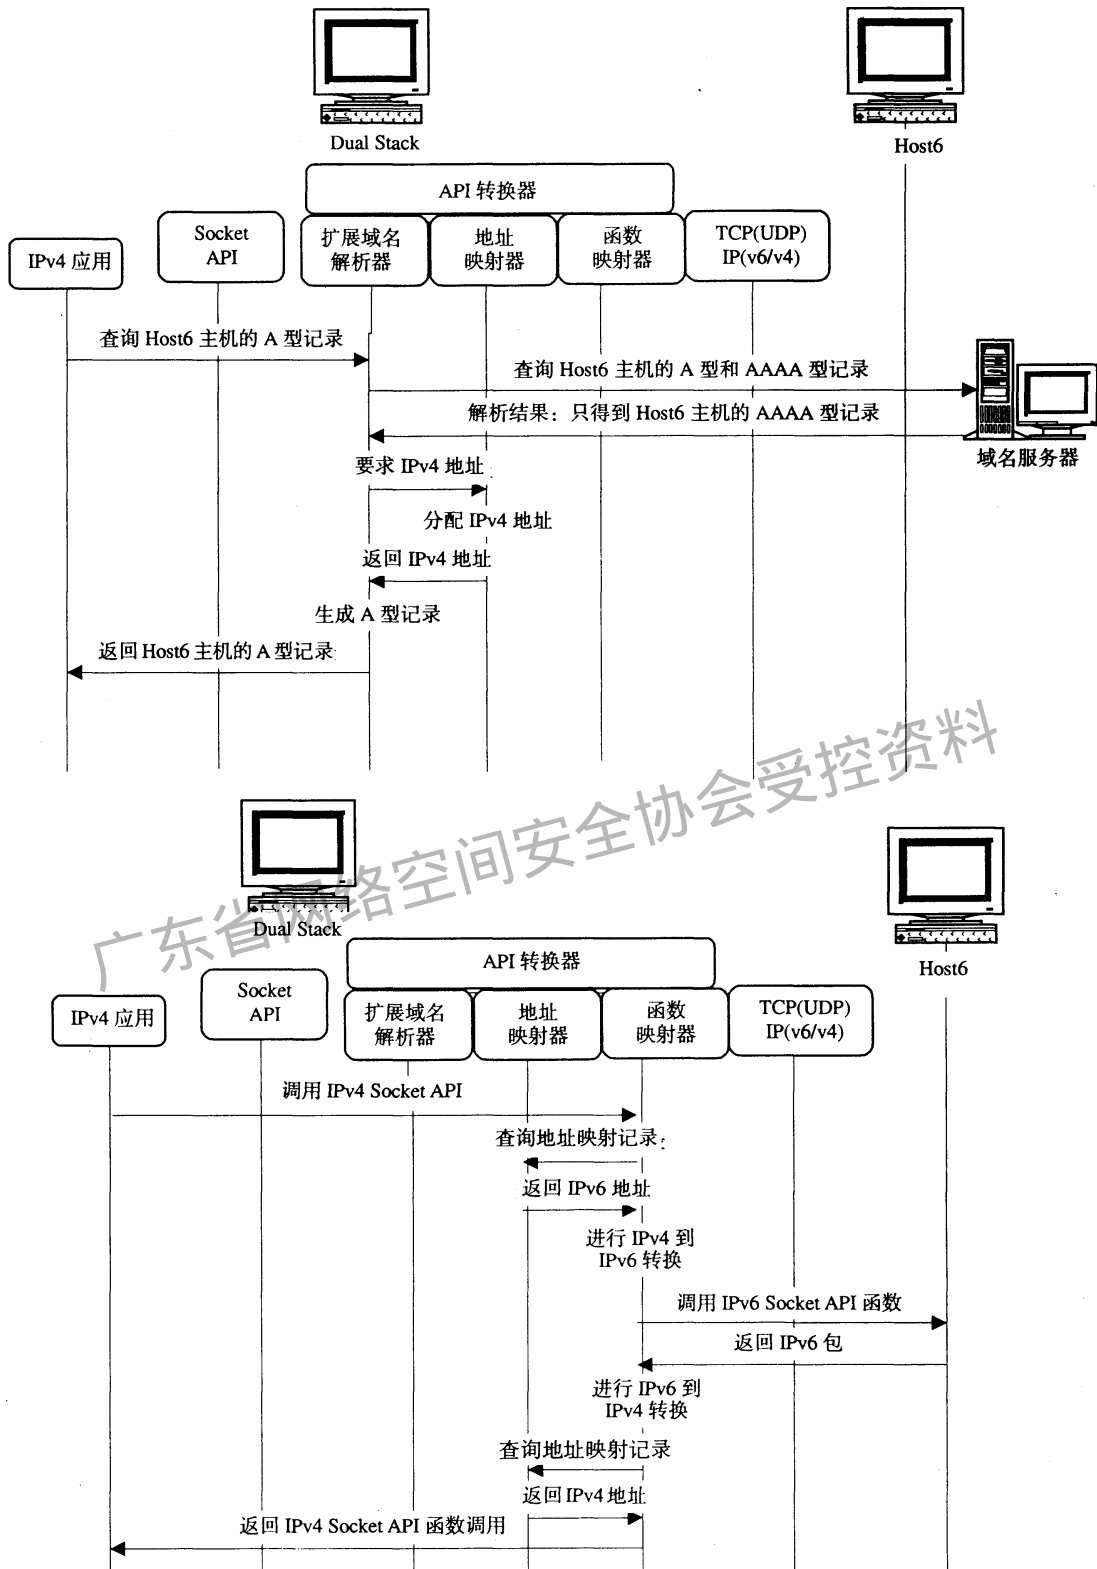 Dual Stack
Host6
API 转换器
IPv4 应用
Socket
API
扩展域名
解析器
地址
映射器
函数
映射器
TCP(UDP)
IP(v6/v4)
查询 Host6 主机的 A 型记录
查询 Host6 主机的 A 型和 AAAA 型记录
解析结果：只得到 Host6 主机的 AAAA 型记录
域名服务器
要求 IPv4 地址
分配 IPv4 地址
返回 IPv4 地址
生成 A 型记录
返回 Host6 主机的 A 型记录
广东省网络空间安全协会受控资料
Dual Stack
Host6
API 转换器
IPv4 应用
Socket
API
扩展域名
解析器
地址
映射器
函数
映射器
TCP(UDP)
IP(v6/v4)
调用 IPv4 Socket API
查询地址映射记录
返回 IPv6 地址
进行 IPv4 到
IPv6 转换
调用 IPv6 Socket API 函数
返回 IPv6 包
进行 IPv6 到
IPv4 转换
查询地址映射记录
返回 IPv4 地址
返回 IPv4 Socket API 函数调用